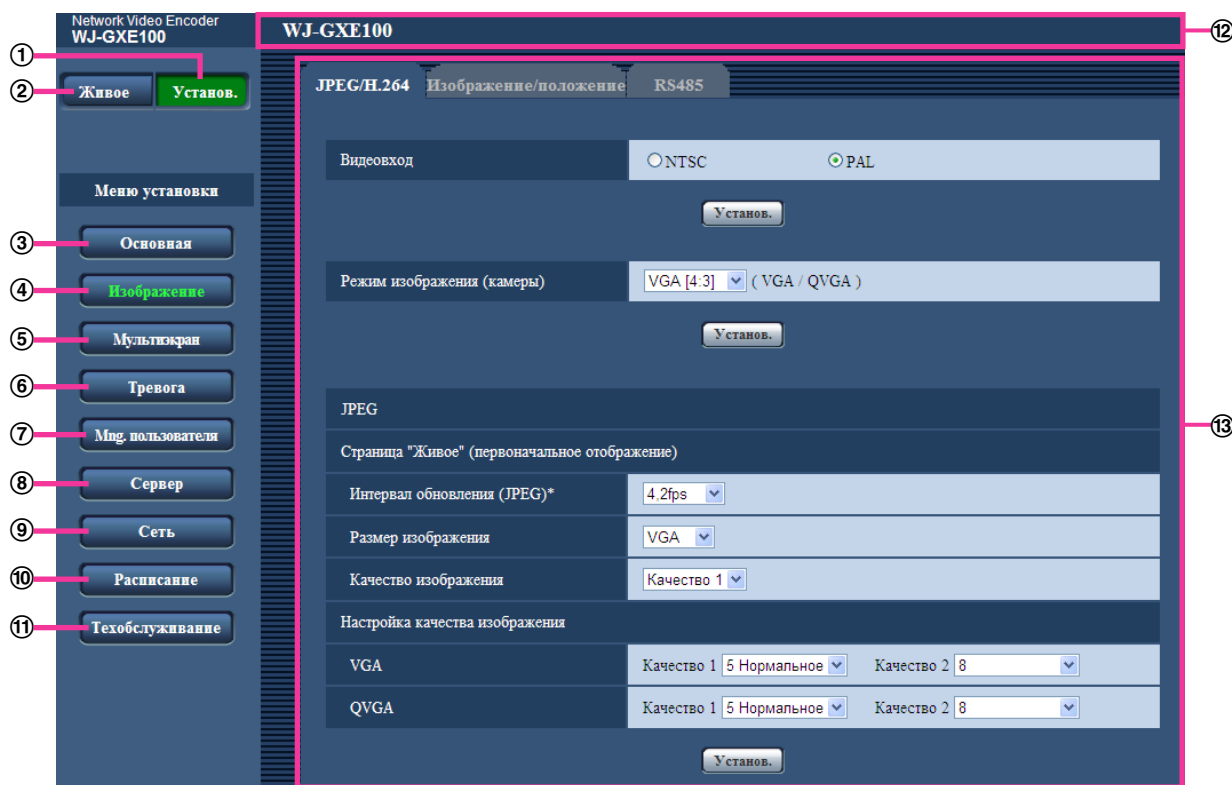 Network Video Encoder
WJ-GXE100
WJ-GXE100
⑫
①
②
Живое
Установ.
JPEG/H.264
Изображение/положение
RS485
Видеовход
NTSC
PAL
Установ.
Меню установки
③
Основная
④
Изображение
Режим изображения (камеры)
VGA [4:3]
( VGA / QVGA )
Установ.
⑤
Мультиэкран
⑥
Тревога
⑦
Mng. пользователя
⑧
Сервер
⑨
Сеть
⑩
Расписание
⑪
Техобслуживание
JPEG
⑬
Страница "Живое" (первоначальное отображение)
Интервал обновления (JPEG)*
4,2fps
Размер изображения
VGA
Качество изображения
Качество 1
Настройка качества изображения
VGA
Качество 1
5 Нормальное
Качество 2
8
QVGA
Качество 1
5 Нормальное
Качество 2
8
Установ.